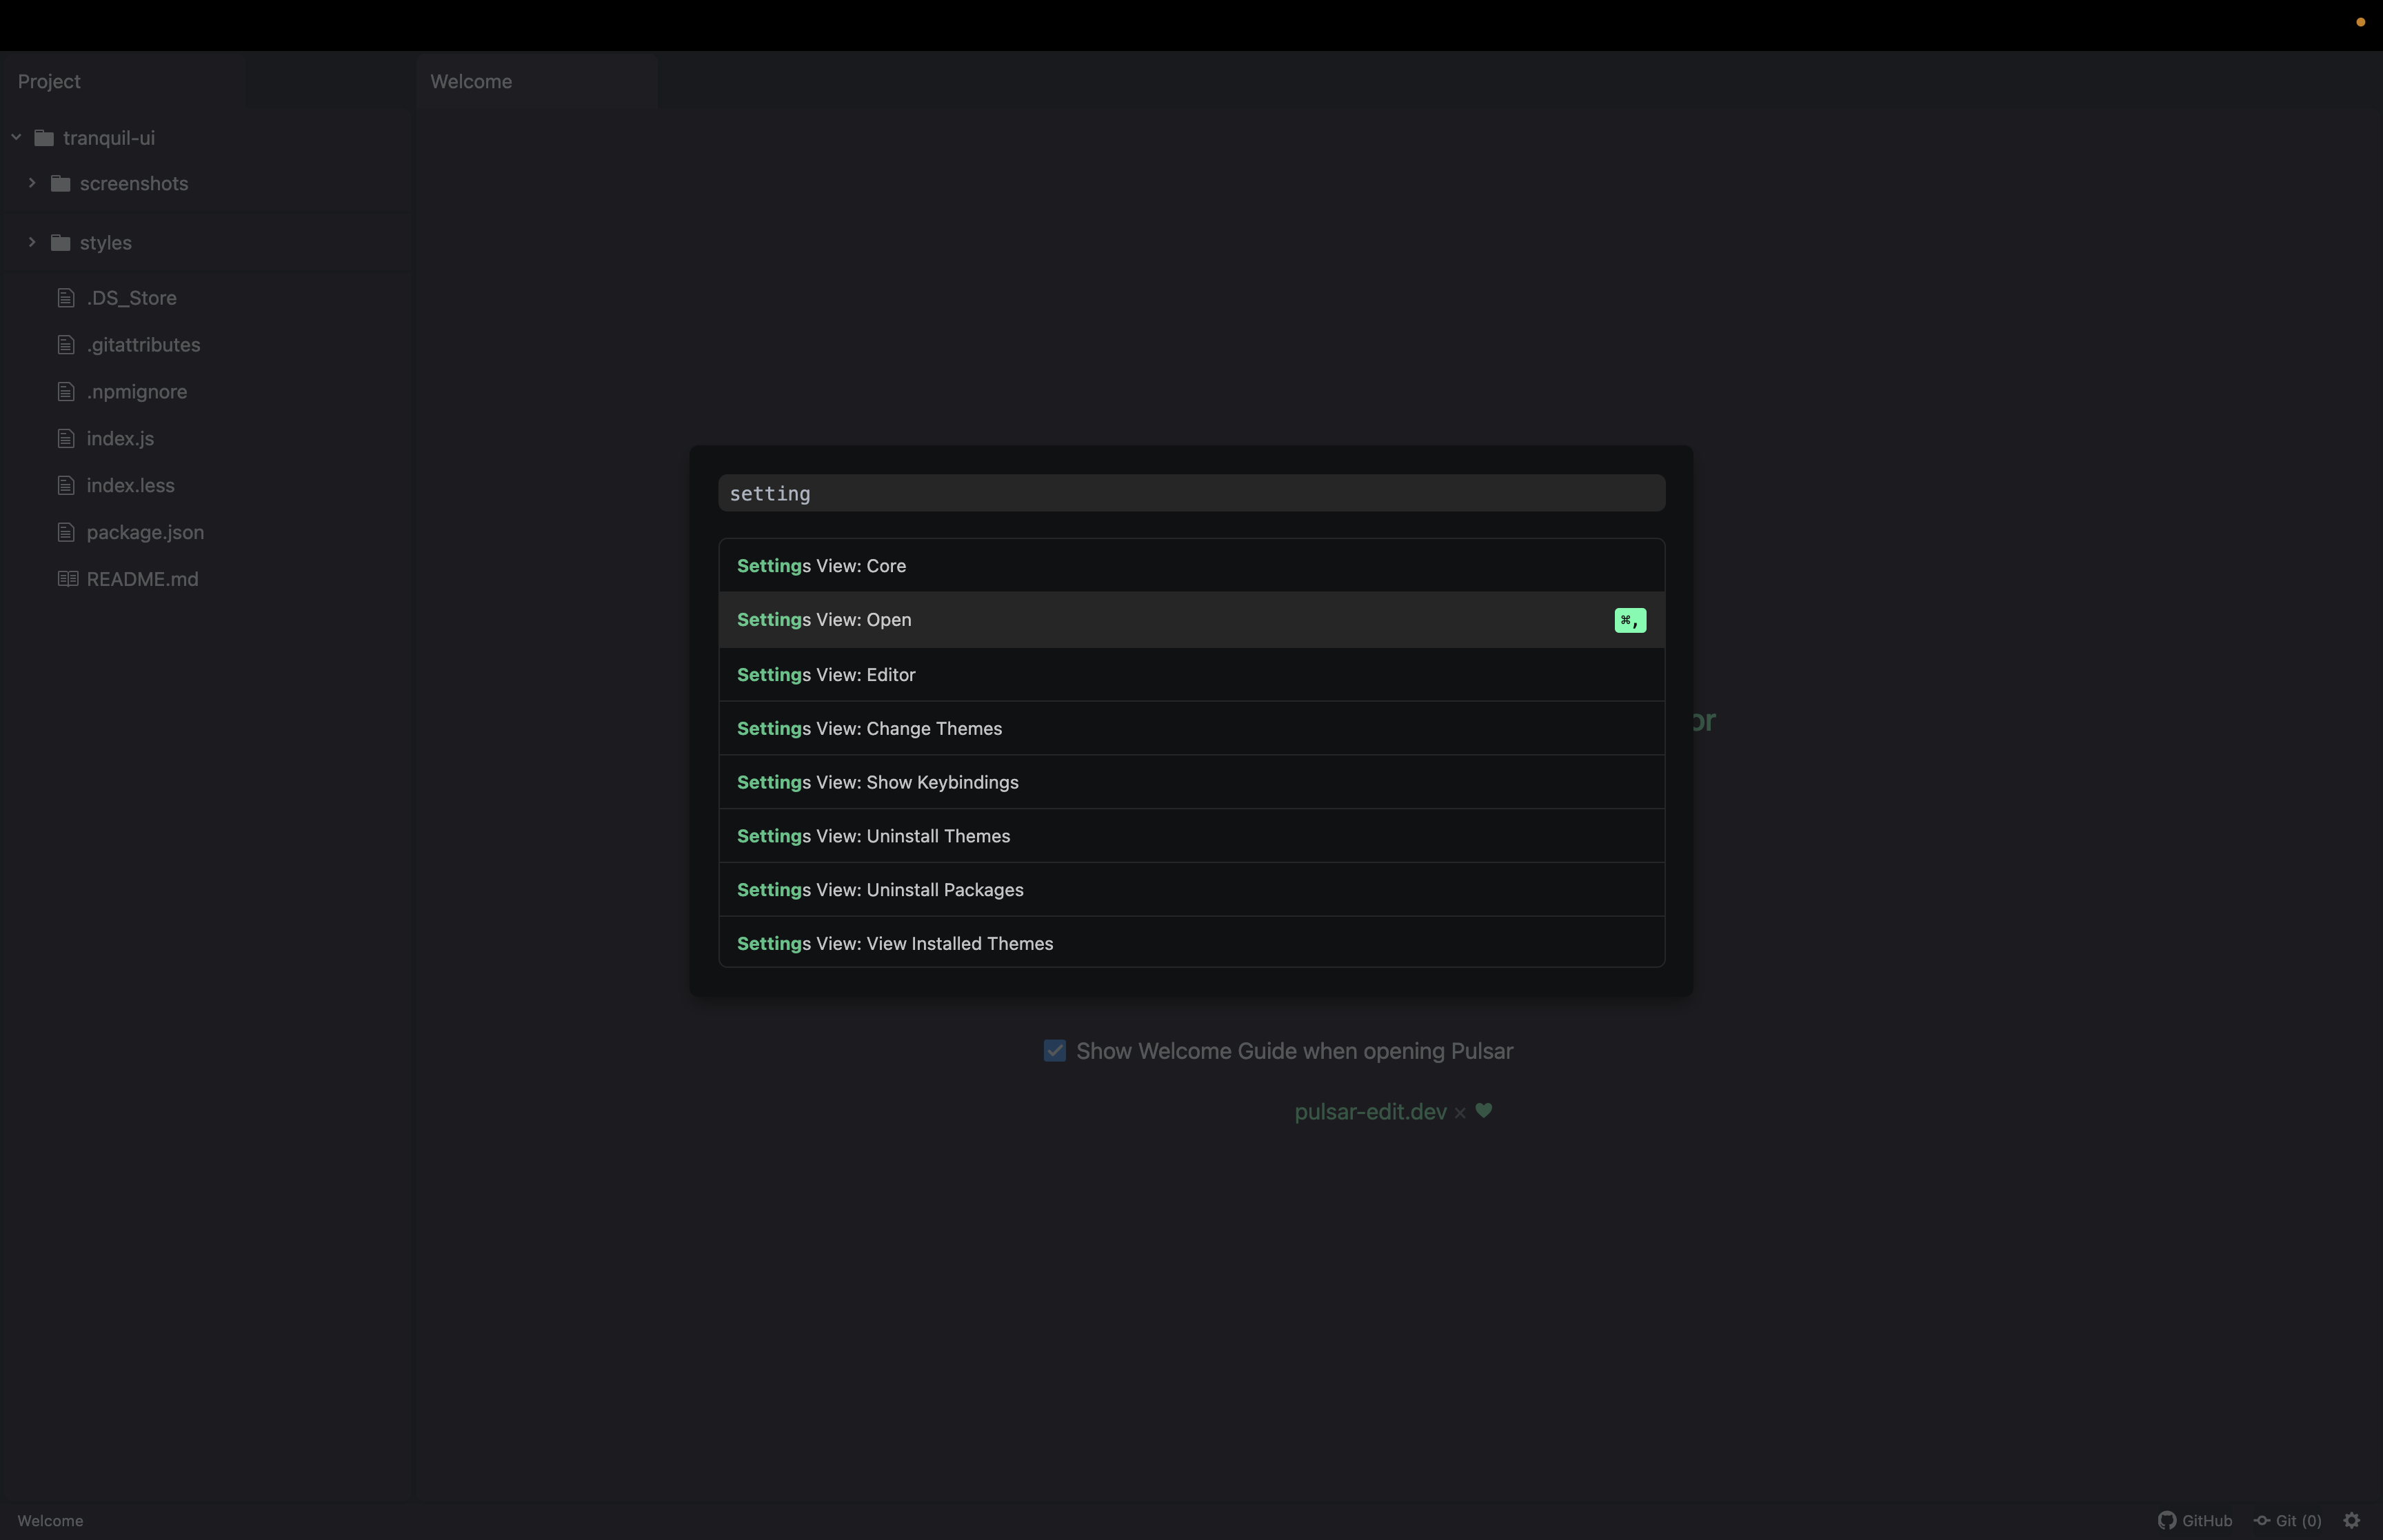 Project
Welcome
tranquil-ui
screenshots
styles
.DS_Store
.gitattributes
.npmignore
index.js
index.less
package.json
README.md
setting
Settings View: Core
Settings View: Open
⌘,
Settings View: Editor
Settings View: Change Themes
Settings View: Show Keybindings
Settings View: Uninstall Themes
Settings View: Uninstall Packages
Settings View: View Installed Themes
or
Show Welcome Guide when opening Pulsar
pulsar-edit.dev × ♥
Welcome
GitHub
Git (0)